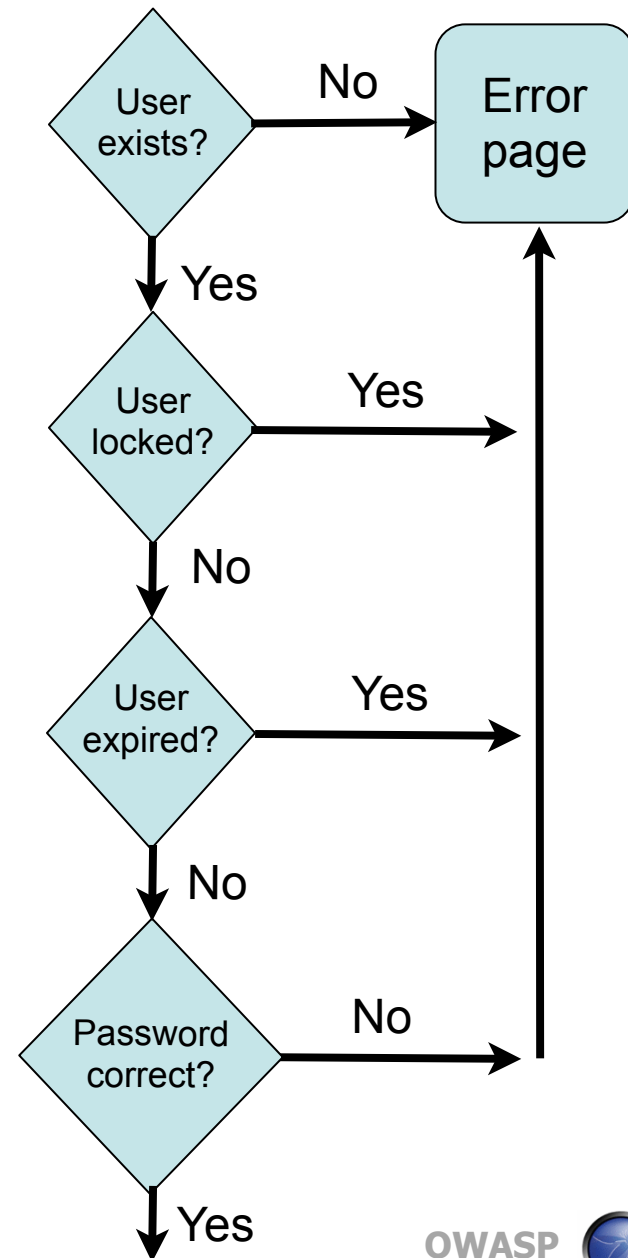 User
exists?
No
Error
page
Yes
User
locked?
Yes
No
User
expired?
Yes
No
Password
correct?
No
Yes
OWASP